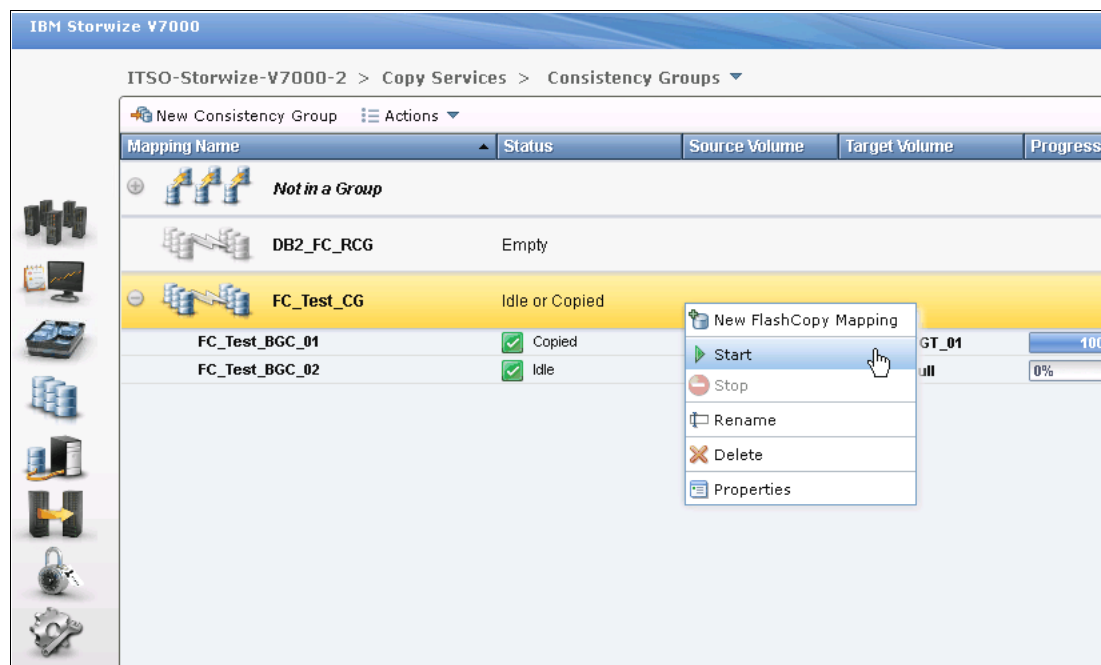 IBM Storwize V7000
ITSO-Storwize-V7000-2 > Copy Services > Consistency Groups
New Consistency Group Actions
Mapping Name Status Source Volume Target Volume Progress
Not in a Group
DB2_FC_RCG Empty
FC_Test_CG Idle or Copied
New FlashCopy Mapping
FC_Test_BGC_01 Copied GT_01 100
Start
FC_Test_BGC_02 Idle ull 0%
Stop
Rename
Delete
Properties